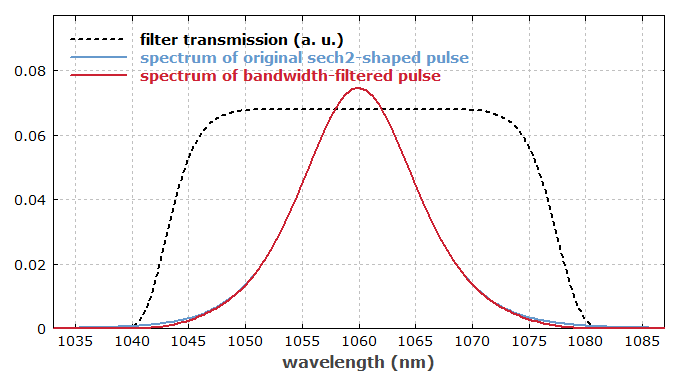 filter transmission (a. u.)
spectrum of original sech2-shaped pulse
spectrum of bandwidth-filtered pulse
0.08
0.06
0.04
0.02
0
1035 1040 1045 1050 1055 1060 1065 1070 1075 1080 1085
wavelength (nm)